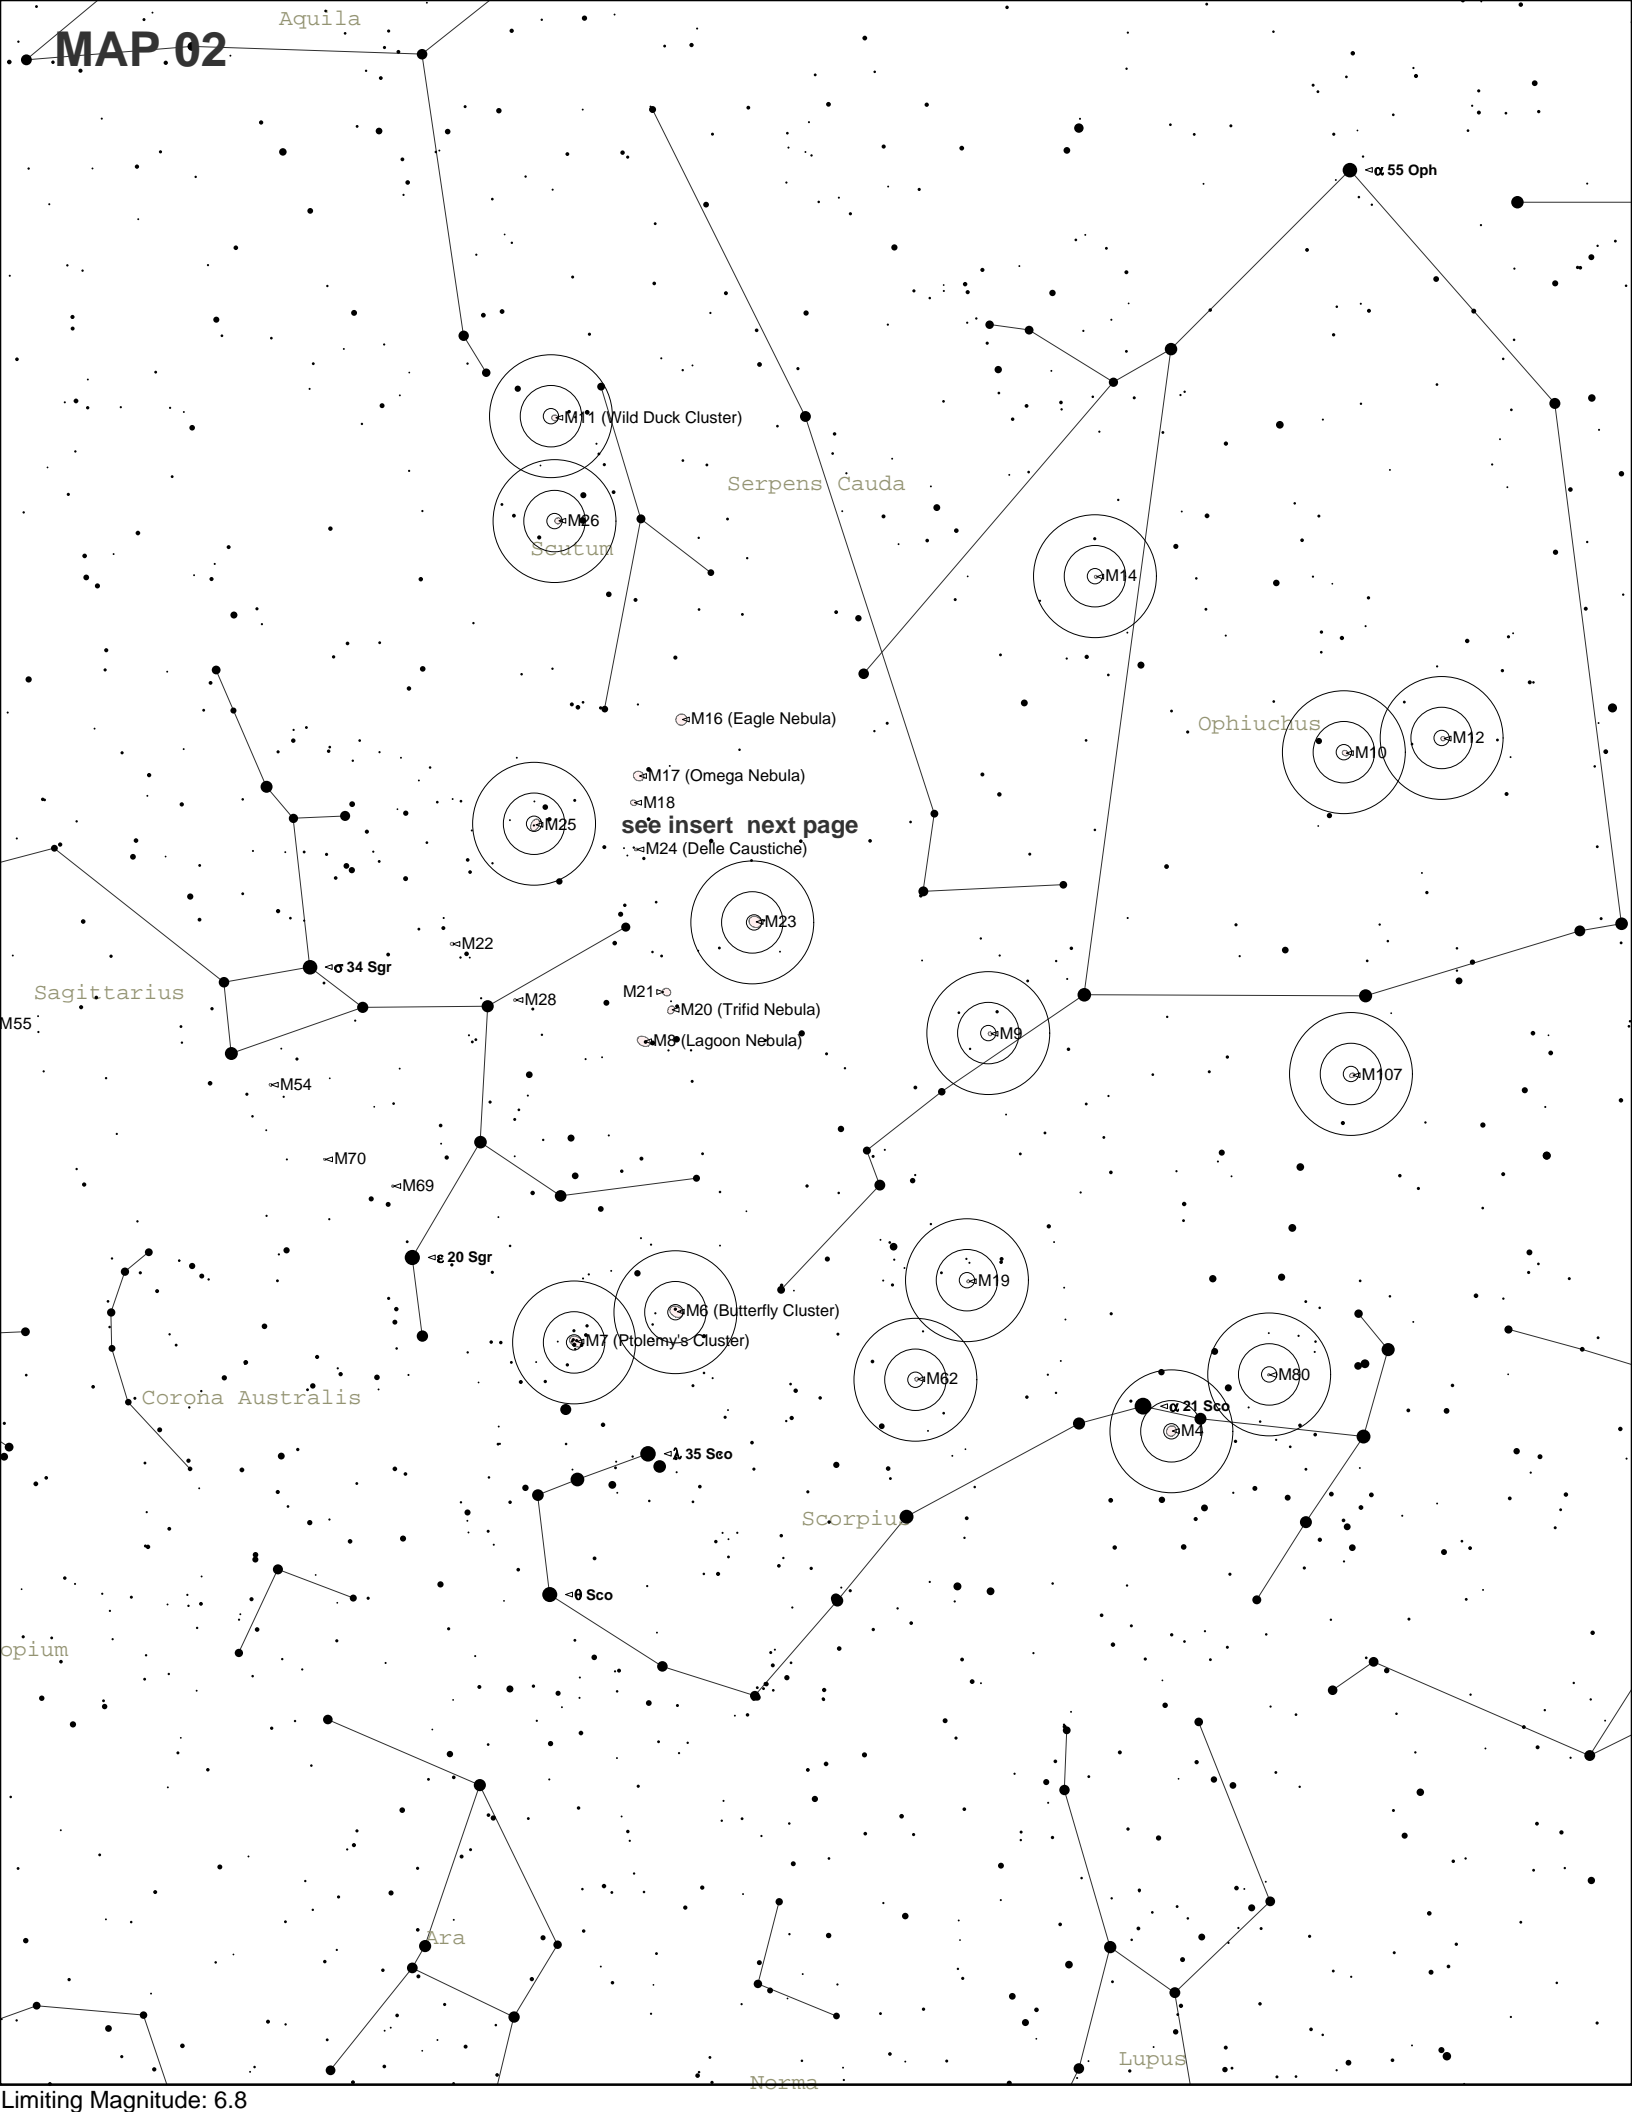 Aquila
MAP 02
α 55 Oph
M11 (Wild Duck Cluster)
Serpens Cauda
M26
Scutum
M14
M16 (Eagle Nebula)
Ophiuchus
M10
M12
M17 (Omega Nebula)
M18
M25
see insert next page
M24 (Delle Caustiche)
M23
M22
σ 34 Sgr
Sagittarius
M21
M28
M20 (Trifid Nebula)
M55
M9
M8 (Lagoon Nebula)
M107
M54
M70
M69
ε 20 Sgr
M19
M6 (Butterfly Cluster)
M7 (Ptolemy's Cluster)
M62
M80
Corona Australis
α 21 Sco
M4
λ 35 Sco
Scorpius
θ Sco
opium
Ara
Lupus
Norma
Limiting Magnitude: 6.8